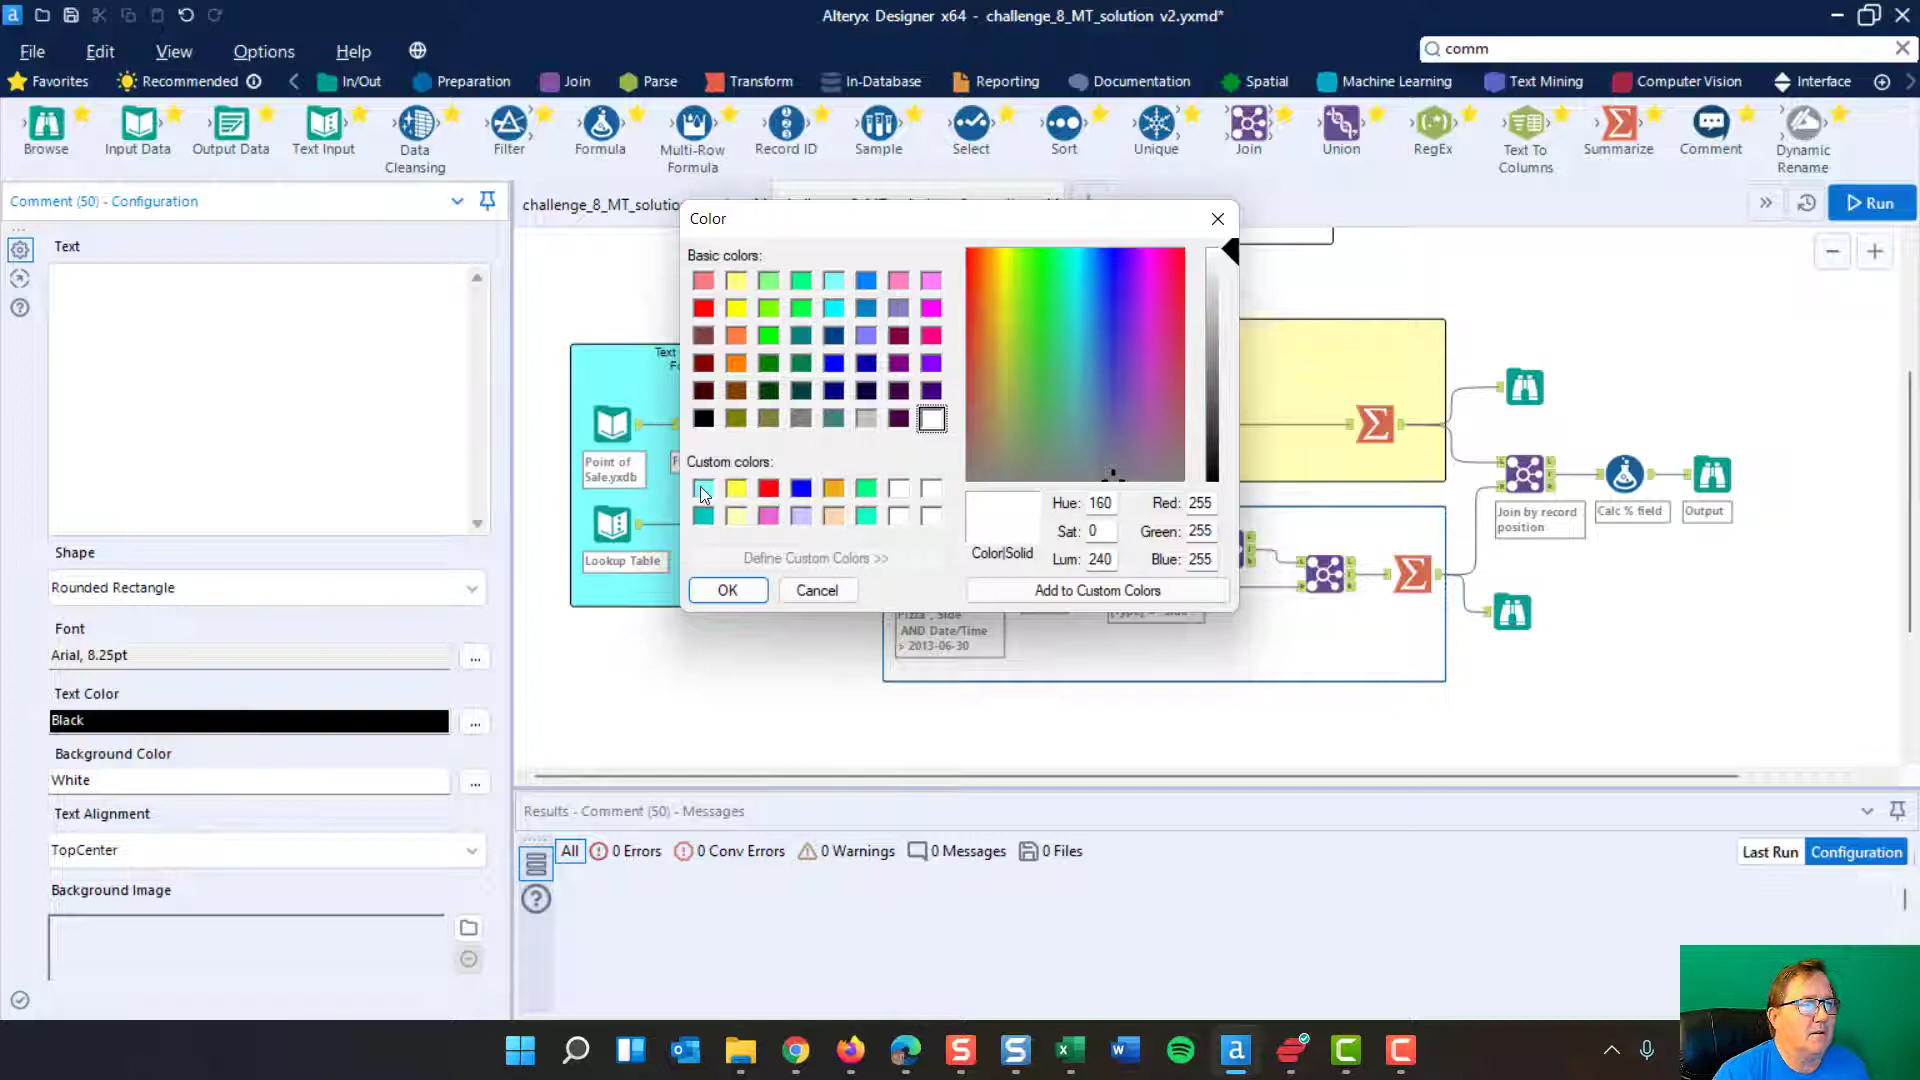 Alteryx Designer x64 - challenge_8_MT_solution v2.yxmd*
File Edit View Options Help
comm
Favorites Recommended In/Out Preparation Join Parse Transform In-Database Reporting Documentation Spatial Machine Learning Text Mining Computer Vision Interface
Browse Input Data Output Data Text Input Data Cleansing Filter Formula Multi-Row Formula Record ID Sample Select Sort Unique Join Union RegEx Text To Columns Summarize Comment Dynamic Rename
Comment (50) - Configuration
challenge_8_MT_solutio
Run
Text
Shape
Rounded Rectangle
Font
Arial, 8.25pt
...
Text Color
Black
...
Background Color
White
...
Text Alignment
TopCenter
Background Image
Color
Basic colors:
Custom colors:
Define Custom Colors >>
OK
Cancel
Color|Solid
Hue: 160
Sat: 0
Lum: 240
Red: 255
Green: 255
Blue: 255
Add to Custom Colors
Text
Point of
Sale.yxdb
Lookup Table
AND Date/Time
> 2013-06-30
Join by record
position
Calc % field
Output
Results - Comment (50) - Messages
All 0 Errors 0 Conv Errors 0 Warnings 0 Messages 0 Files
Last Run Configuration